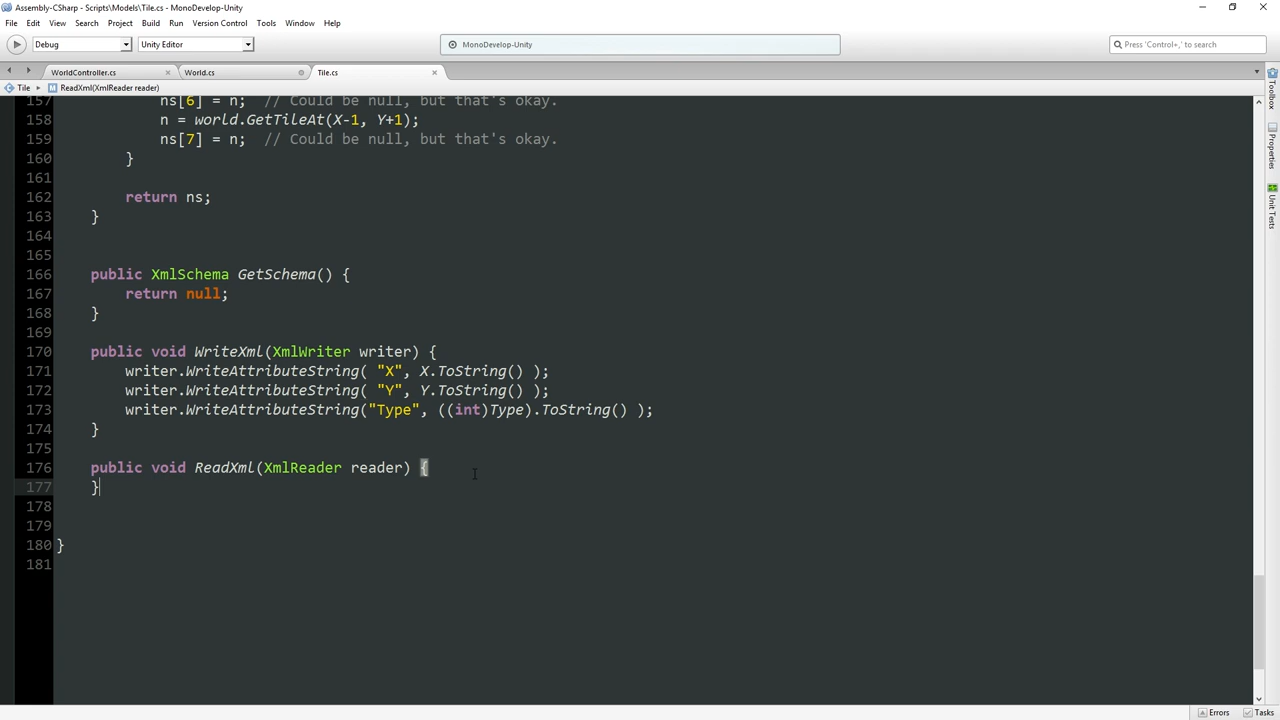 Assembly-CSharp - Scripts\Models\Tile.cs - MonoDevelop-Unity
File Edit View Search Project Build Run Version Control Tools Window Help
Debug Unity Editor MonoDevelop-Unity Press 'Control+,' to search
WorldController.cs World.cs Tile.cs
Tile ReadXml(XmlReader reader)
157 ns[6] = n; // Could be null, but that's okay.
158 n = world.GetTileAt(X-1, Y+1);
159 ns[7] = n; // Could be null, but that's okay.
160 }
161
162 return ns;
163 }
164
165
166 public XmlSchema GetSchema() {
167 return null;
168 }
169
170 public void WriteXml(XmlWriter writer) {
171 writer.WriteAttributeString( "X", X.ToString() );
172 writer.WriteAttributeString( "Y", Y.ToString() );
173 writer.WriteAttributeString("Type", ((int)Type).ToString() );
174 }
175
176 public void ReadXml(XmlReader reader) {
177 }
178
179
180 }
181
Toolbox
Properties
Unit Tests
Errors Tasks